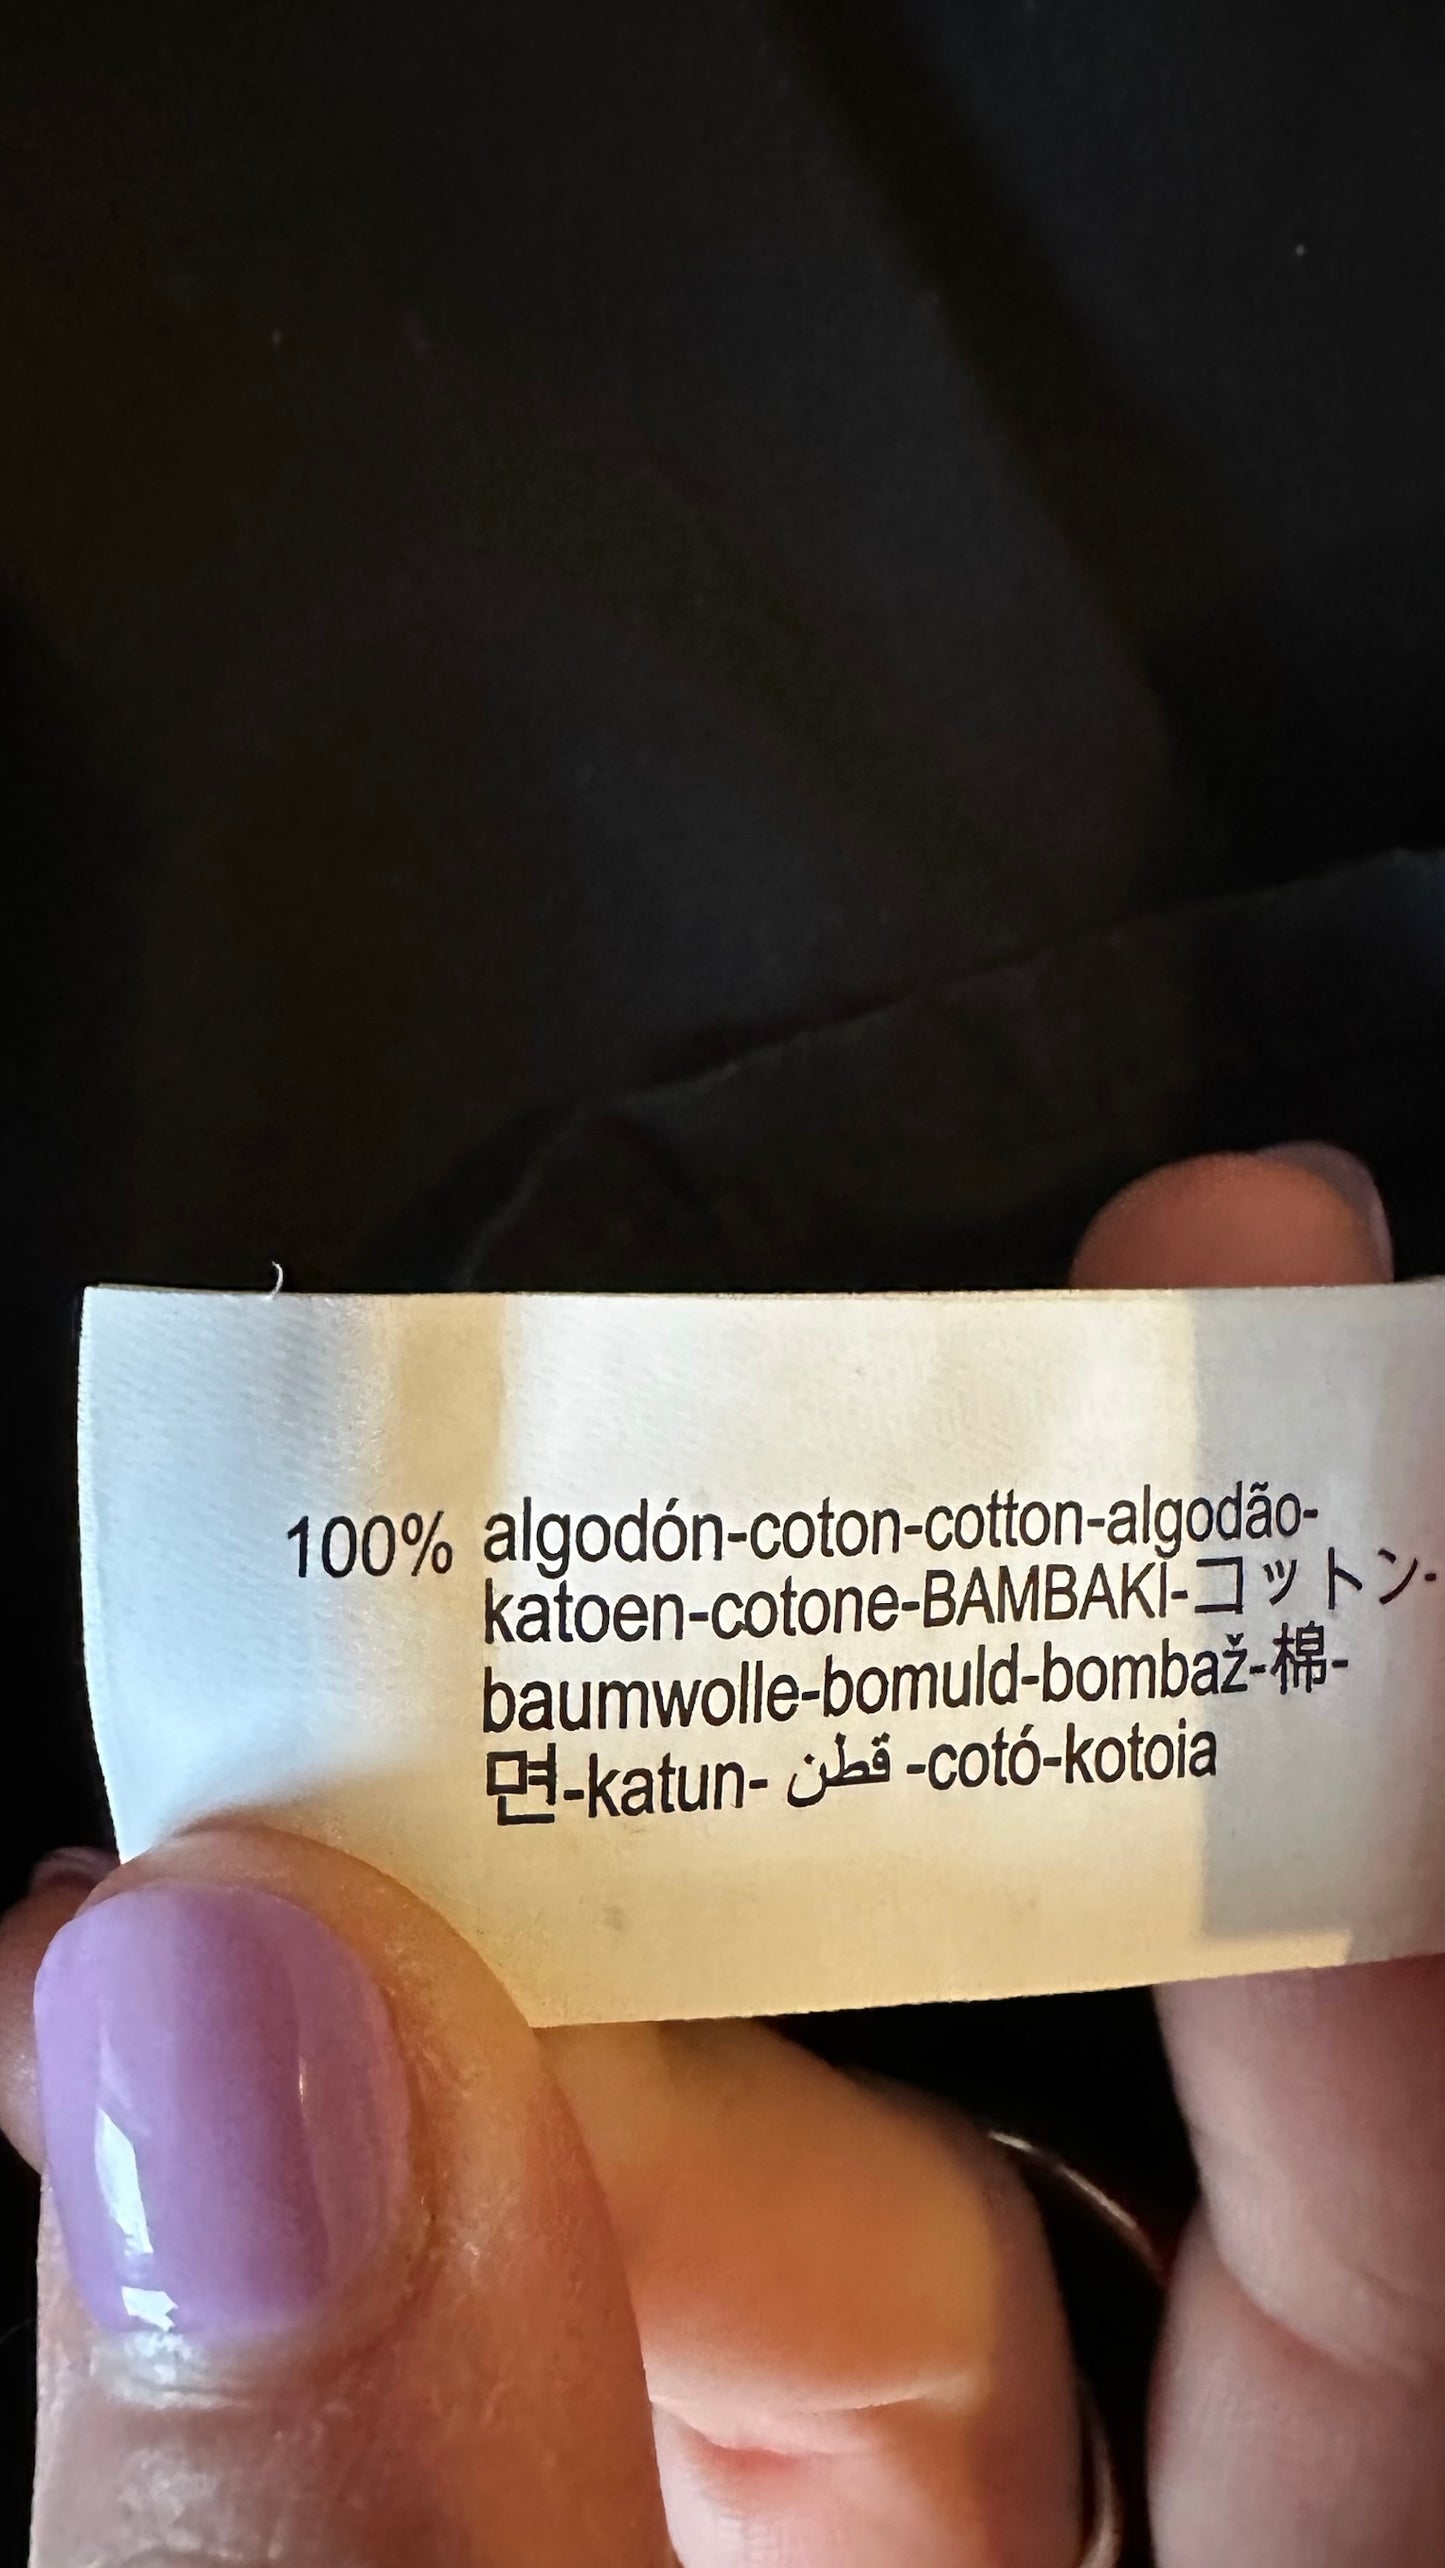 100% algodón-coton-cotton-algodão-
katoen-cotone-BAMBAKI-コットン-
baumwolle-bomuld-bombaž-棉-
면-katun- قطن -cotó-kotoia